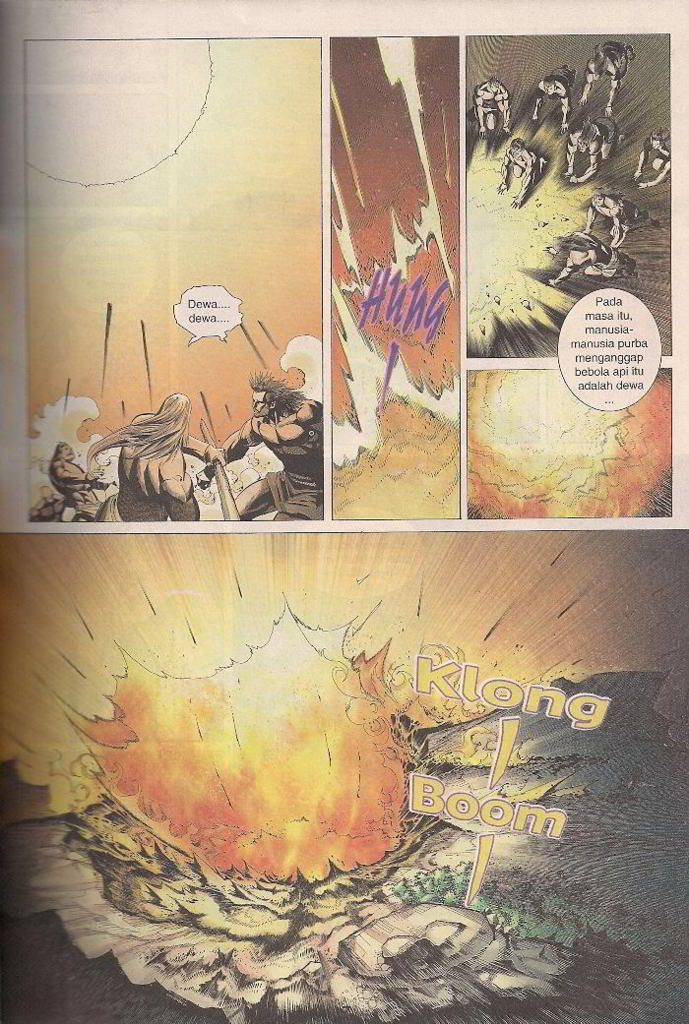 Dewa....
dewa....
HUNG
!
Pada
masa itu,
manusia-
manusia purba
menganggap
bebola api itu
adalah dewa
...
Klong
!
Boom
!